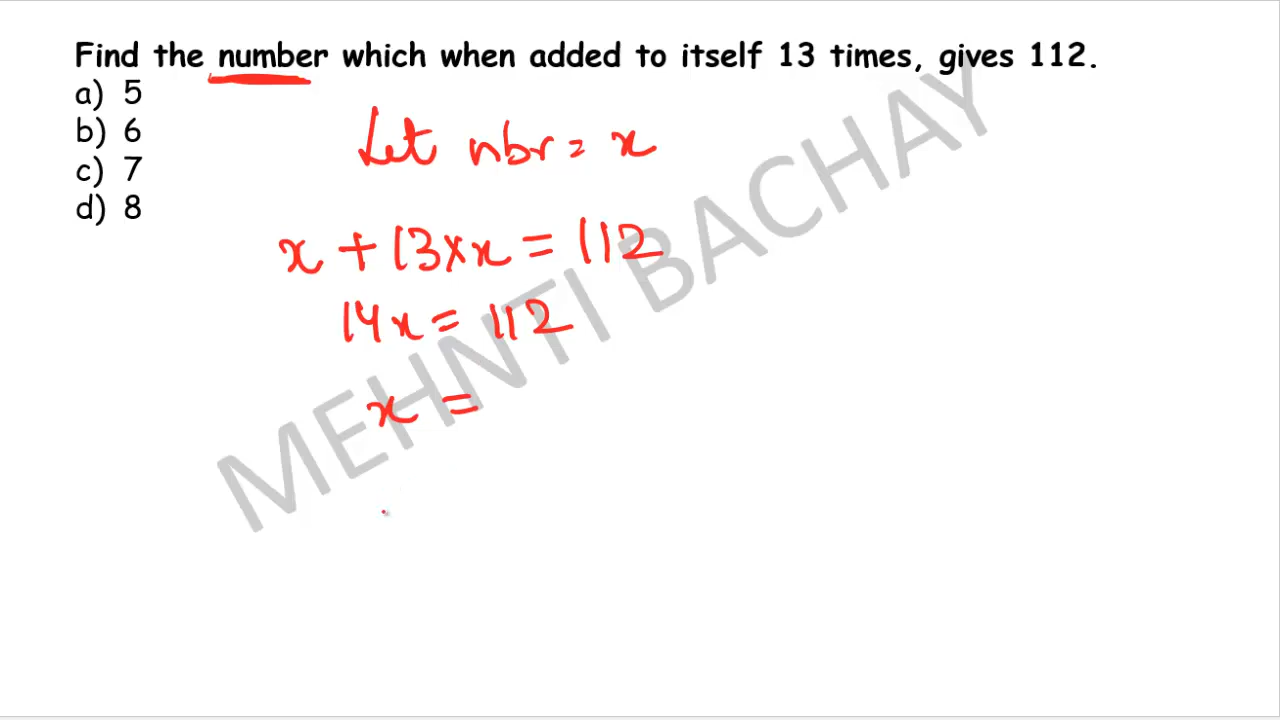 Find the number which when added to itself 13 times, gives 112.
a) 5
b) 6
c) 7
d) 8
Let nbr = x
x + 13 x x = 112
14x = 112
x =
MEHNTI BACHAY